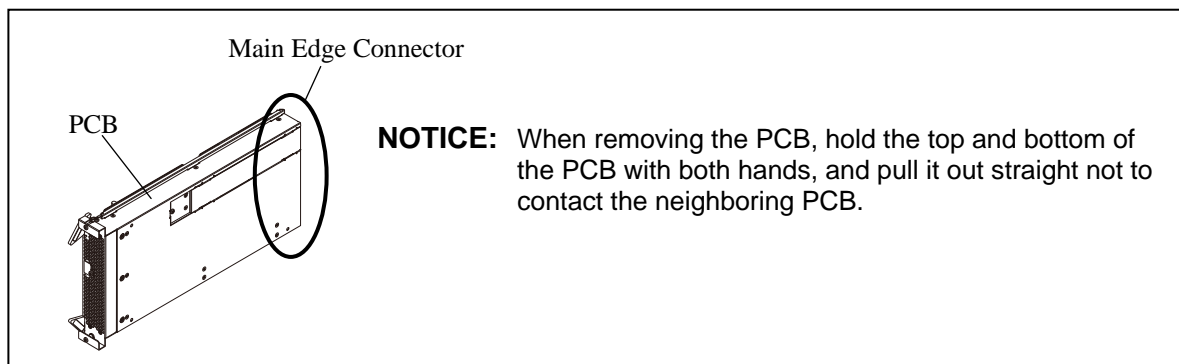 Main Edge Connector
PCB
NOTICE: When removing the PCB, hold the top and bottom of
the PCB with both hands, and pull it out straight not to
contact the neighboring PCB.